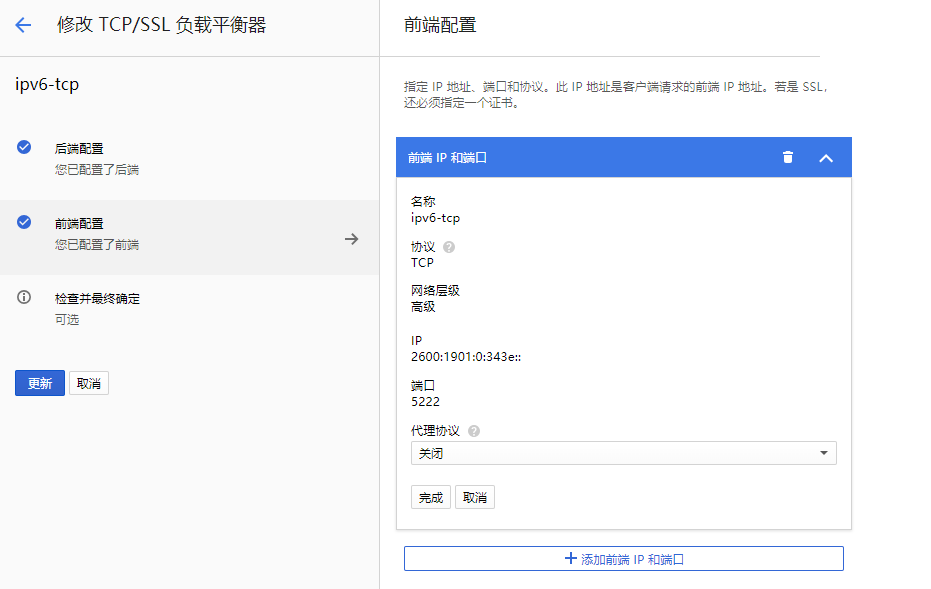 修改 TCP/SSL 负载平衡器
ipv6-tcp
后端配置
您已配置了后端
前端配置
您已配置了前端
检查并最终确定
可选
更新 取消
前端配置
指定 IP 地址、端口和协议。此 IP 地址是客户端请求的前端 IP 地址。若是 SSL,
还必须指定一个证书。
前端 IP 和端口
名称
ipv6-tcp
协议
TCP
网络层级
高级
IP
2600:1901:0:343e::
端口
5222
代理协议
关闭
完成 取消
添加前端 IP 和端口